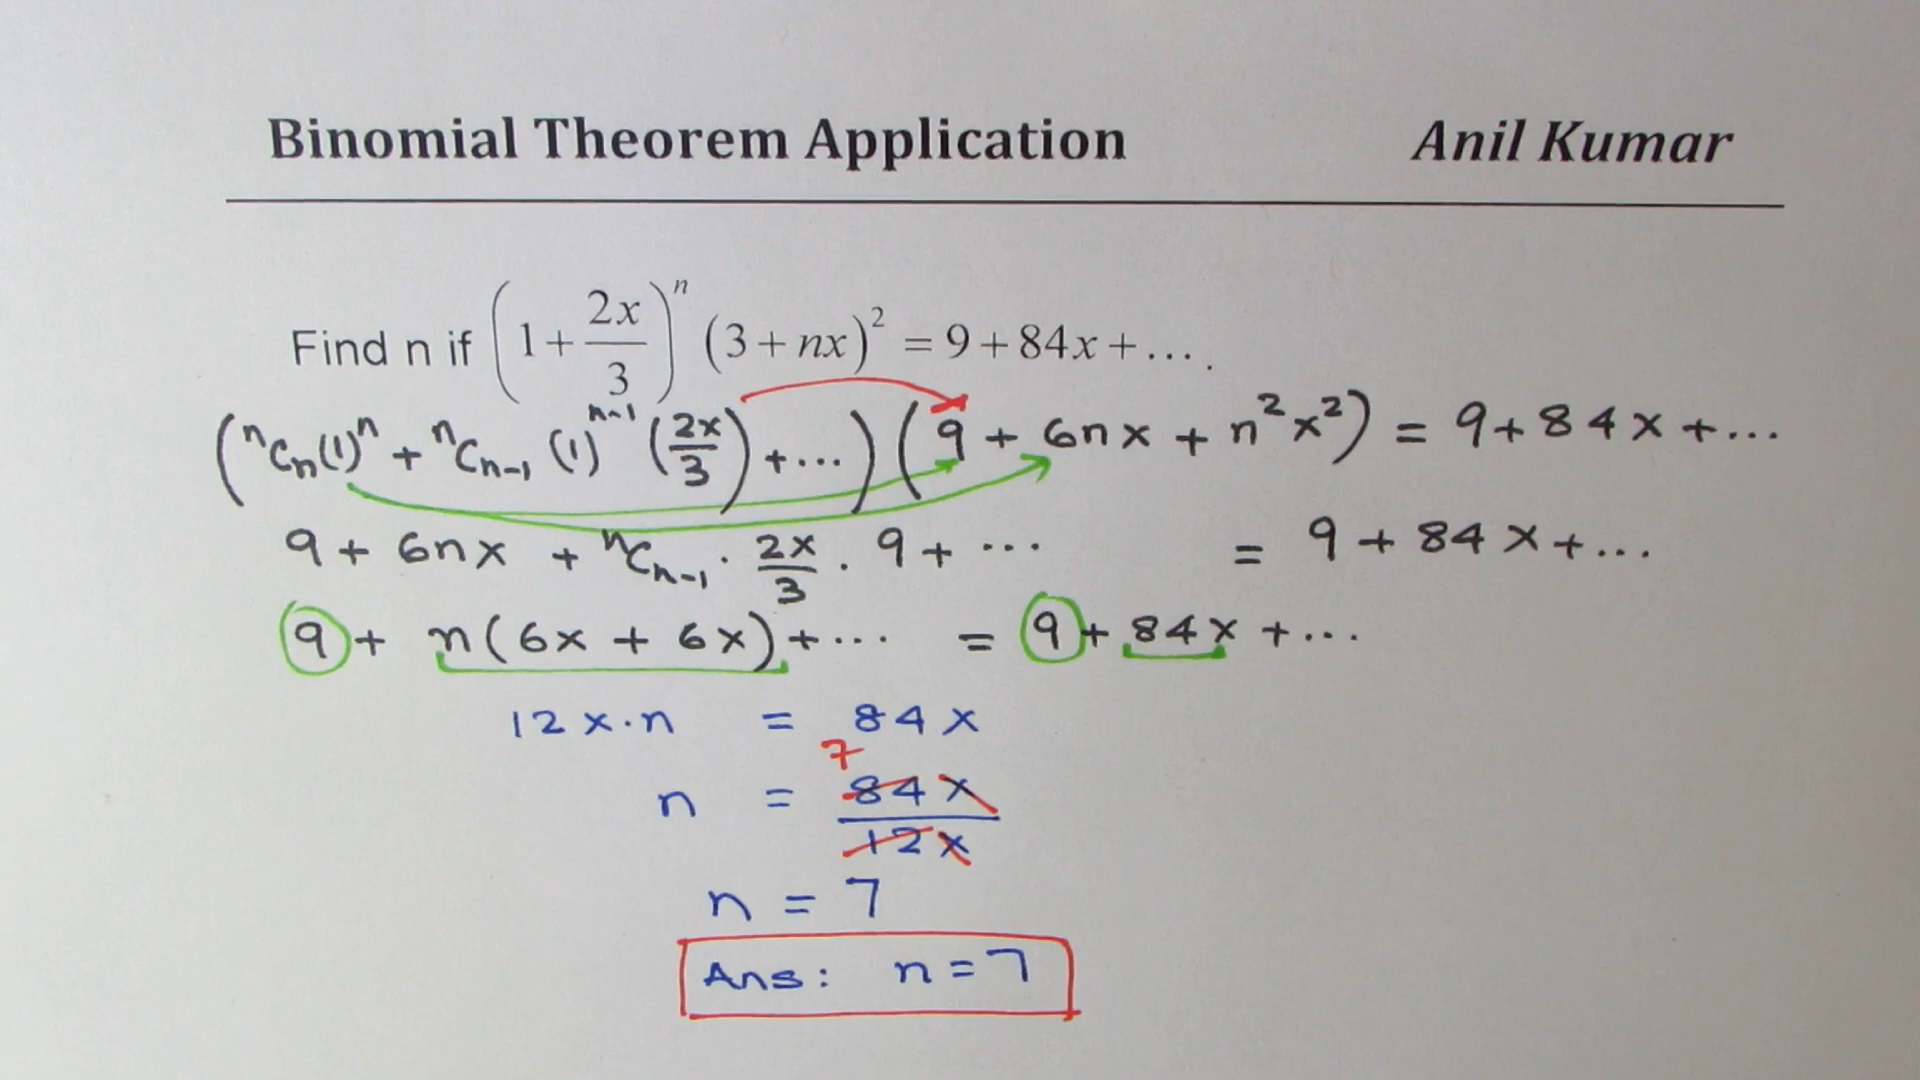 Binomial Theorem Application Anil Kumar
Find n if (1 + 2x/3)^n (3 + nx)^2 = 9 + 84x + ... .
(ⁿCₙ(1)ⁿ + ⁿCₙ₋₁ (1)ⁿ⁻¹ (2x/3) + ...) (9 + 6nx + n²x²) = 9 + 84x + ...
9 + 6nx + ⁿCₙ₋₁ · 2x/3 · 9 + ... = 9 + 84x + ...
9 + n(6x + 6x) + ... = 9 + 84x + ...
12x·n = 84x
7
n = 84x/12x
n = 7
Ans: n = 7